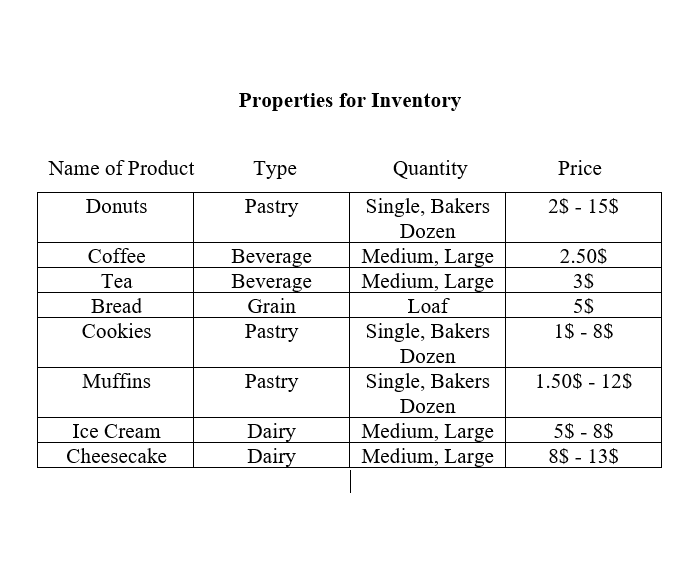 Properties for Inventory
Name of Product Type Quantity Price
Donuts Pastry Single, Bakers 2$ - 15$
Dozen
Coffee Beverage Medium, Large 2.50$
Tea Beverage Medium, Large 3$
Bread Grain Loaf 5$
Cookies Pastry Single, Bakers 1$ - 8$
Dozen
Muffins Pastry Single, Bakers 1.50$ - 12$
Dozen
Ice Cream Dairy Medium, Large 5$ - 8$
Cheesecake Dairy Medium, Large 8$ - 13$